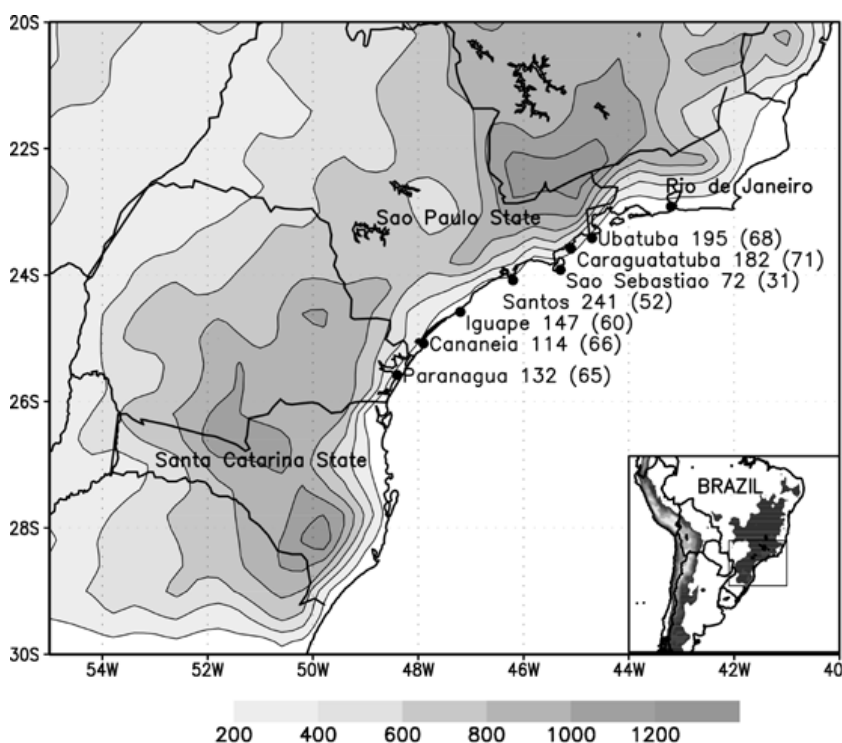 20S
22S
24S
26S
28S
30S
Rio de Janeiro
Sao Paulo State
Ubatuba 195 (68)
Caraguatatuba 182 (71)
Sao Sebastiao 72 (31)
Santos 241 (52)
Iguape 147 (60)
Cananeia 114 (66)
Paranagua 132 (65)
Santa Catarina State
BRAZIL
54W 52W 50W 48W 46W 44W 42W 40
200 400 600 800 1000 1200